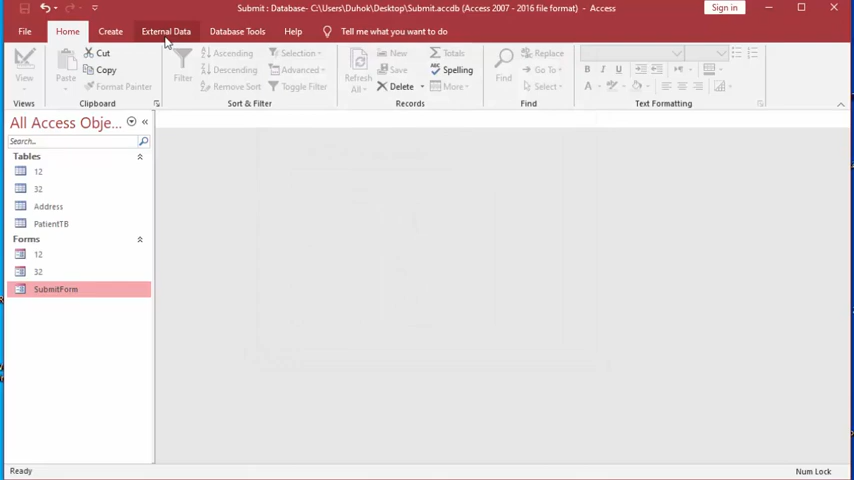 Submit : Database- C:\Users\Duhok\Desktop\Submit.accdb (Access 2007 - 2016 file format) - Access
Sign in
File Home Create External Data Database Tools Help Tell me what you want to do
View
Views
Paste
Cut
Copy
Format Painter
Clipboard
Filter
Ascending
Descending
Remove Sort
Selection
Advanced
Toggle Filter
Sort & Filter
Refresh
All
New
Save
Delete
Totals
Spelling
More
Records
Find
Replace
Go To
Select
Find
B I U
A
Text Formatting
All Access Obje...
Search...
Tables
12
32
Address
PatientTB
Forms
12
32
SubmitForm
Ready
Num Lock